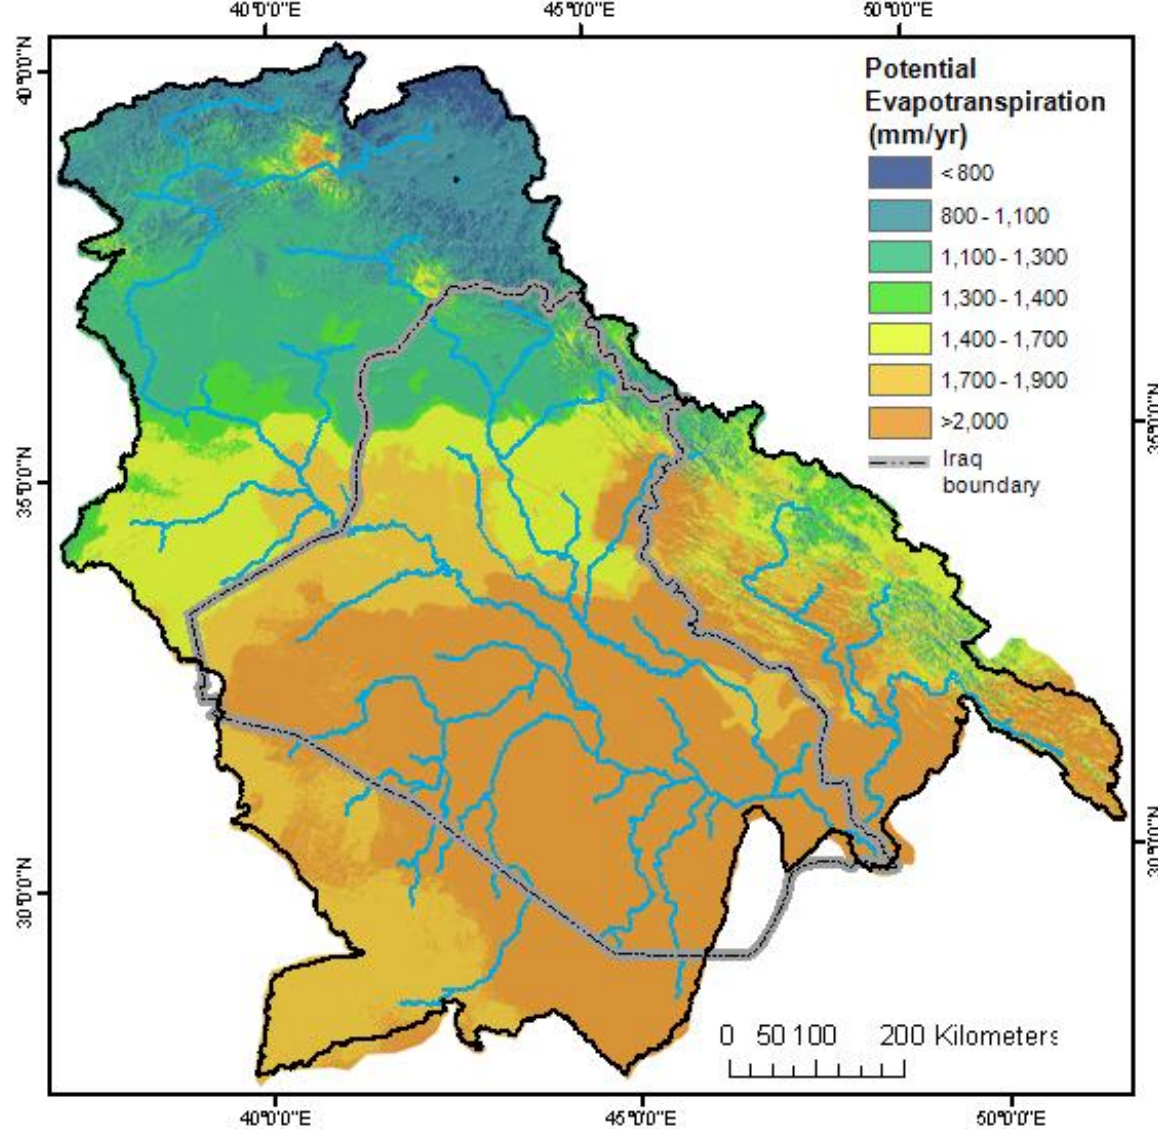 40°0'0"E 45°0'0"E 50°0'0"E
40°0'0"N
Potential
Evapotranspiration
(mm/yr)
< 800
800 - 1,100
1,100 - 1,300
1,300 - 1,400
1,400 - 1,700
1,700 - 1,900
>2,000
Iraq
boundary
35°0'0"N
35°0'0"N
30°0'0"N
30°0'0"N
0 50 100 200 Kilometers
40°0'0"E 45°0'0"E 50°0'0"E